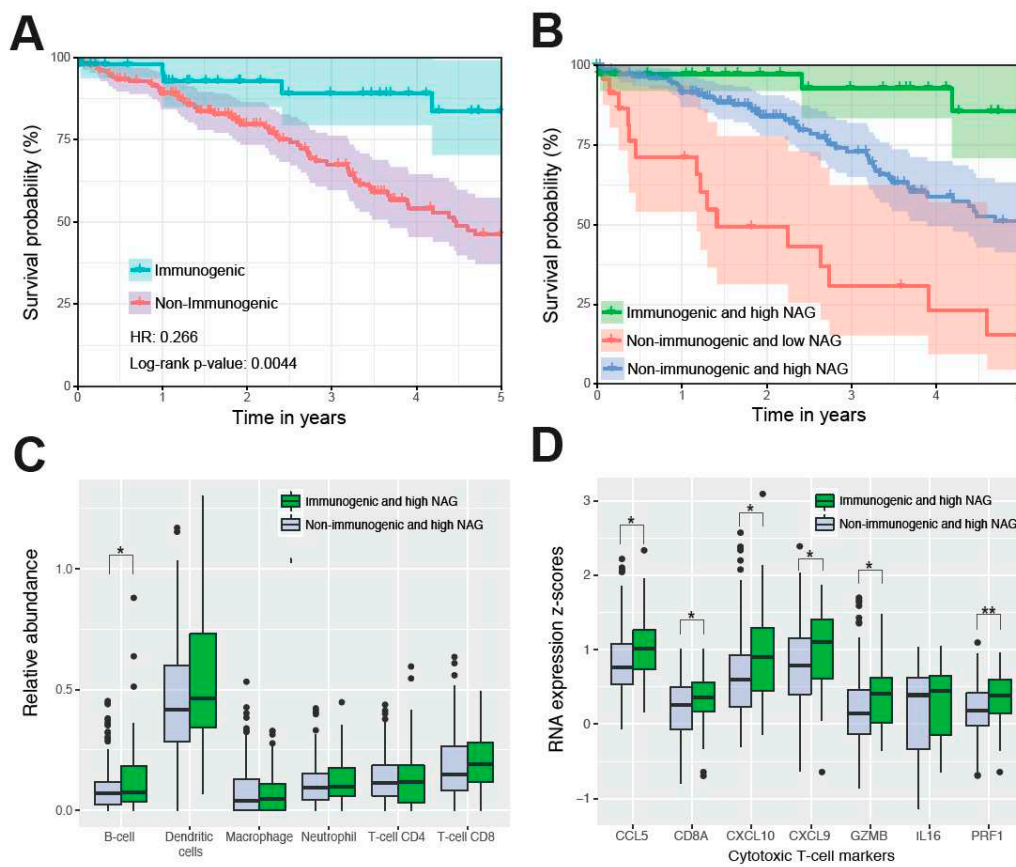 A
Survival probability (%)
100
75
50
25
0
Immunogenic
Non-Immunogenic
HR: 0.266
Log-rank p-value: 0.0044
0 1 2 3 4 5
Time in years
B
Survival probability (%)
100
75
50
25
0
Immunogenic and high NAG
Non-immunogenic and low NAG
Non-immunogenic and high NAG
0 1 2 3 4 5
Time in years
C
Relative abundance
1.0
0.5
0.0
Immunogenic and high NAG
Non-immunogenic and high NAG
*
B-cell Dendritic cells Macrophage Neutrophil T-cell CD4 T-cell CD8
D
RNA expression z-scores
3
2
1
0
−1
Immunogenic and high NAG
Non-immunogenic and high NAG
* * * * * **
CCL5 CD8A CXCL10 CXCL9 GZMB IL16 PRF1
Cytotoxic T-cell markers